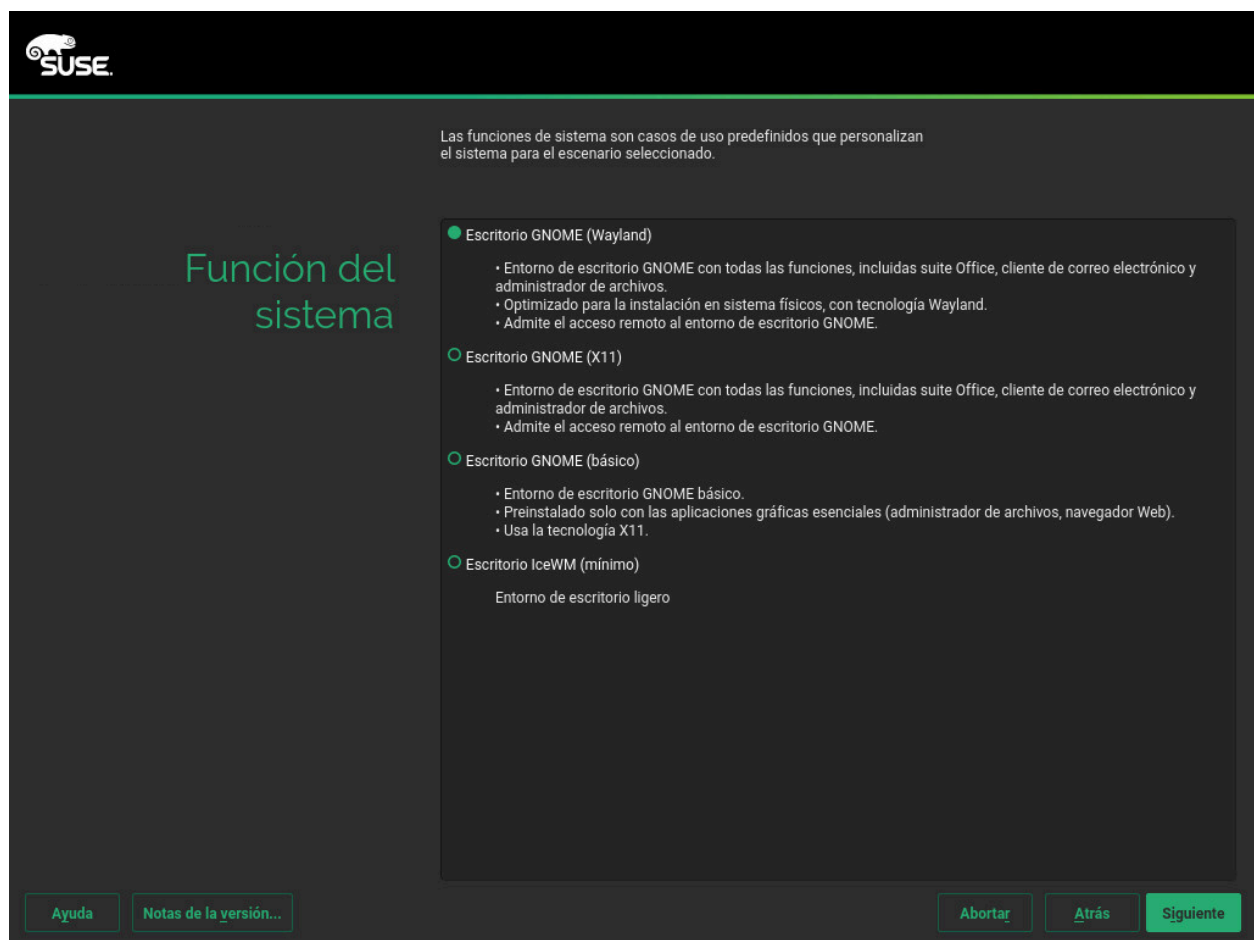 SUSE.
Las funciones de sistema son casos de uso predefinidos que personalizan
el sistema para el escenario seleccionado.
Función del
sistema
Escritorio GNOME (Wayland)
• Entorno de escritorio GNOME con todas las funciones, incluidas suite Office, cliente de correo electrónico y
administrador de archivos.
• Optimizado para la instalación en sistema físicos, con tecnología Wayland.
• Admite el acceso remoto al entorno de escritorio GNOME.
Escritorio GNOME (X11)
• Entorno de escritorio GNOME con todas las funciones, incluidas suite Office, cliente de correo electrónico y
administrador de archivos.
• Admite el acceso remoto al entorno de escritorio GNOME.
Escritorio GNOME (básico)
• Entorno de escritorio GNOME básico.
• Preinstalado solo con las aplicaciones gráficas esenciales (administrador de archivos, navegador Web).
• Usa la tecnología X11.
Escritorio IceWM (mínimo)
Entorno de escritorio ligero
Ayuda
Notas de la versión...
Abortar
Atrás
Siguiente